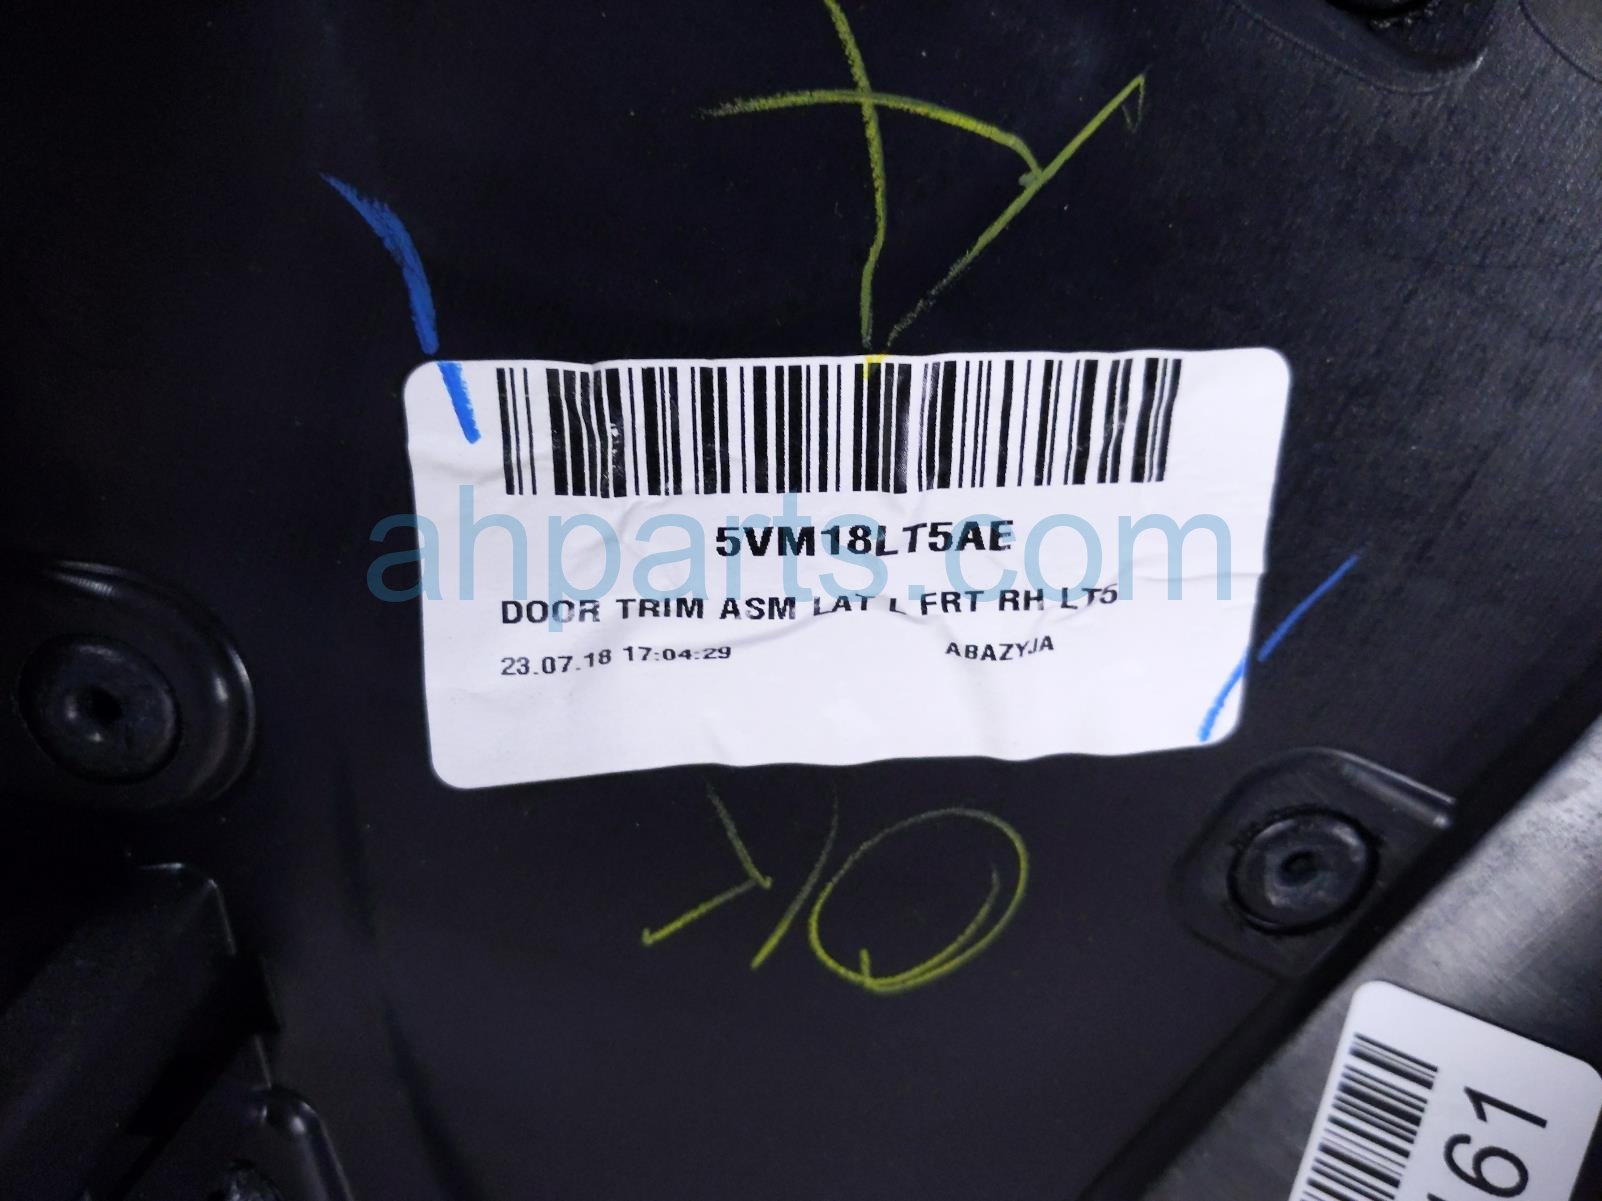 5VM18LT5AE
DOOR TRIM ASM LAT L FRT RH LT5
23.07.18 17:04:29 ABAZYJA
ahparts.com
OK
161